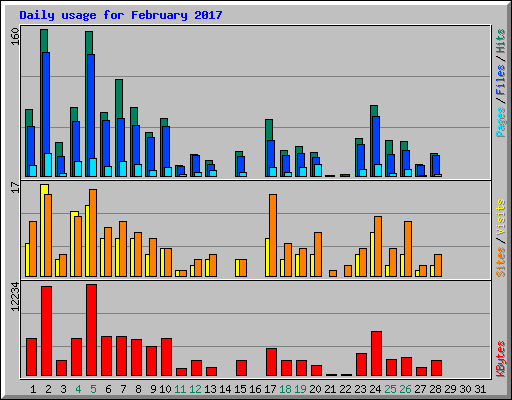 Daily usage for February 2017
160
Pages / Files / Hits
17
Sites / Visits
12234
KBytes
1 2 3 4 5 6 7 8 9 10 11 12 13 14 15 16 17 18 19 20 21 22 23 24 25 26 27 28 29 30 31